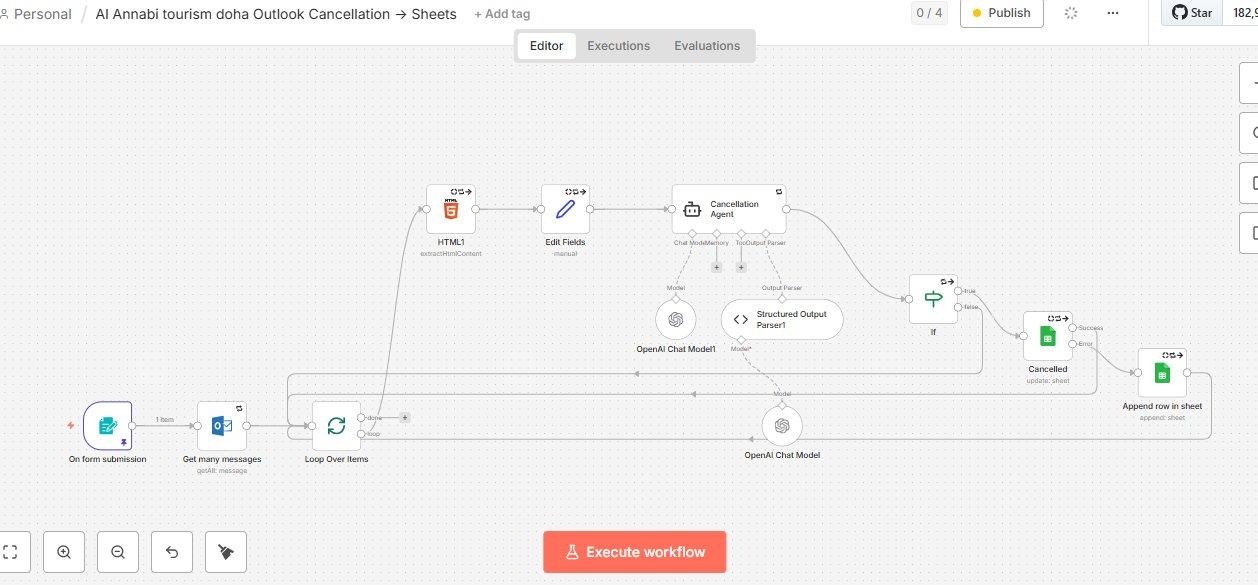 Personal / AI Annabi tourism doha Outlook Cancellation → Sheets + Add tag
0 / 4
Publish
Star
182,9
Editor
Executions
Evaluations
HTML
HTML1
extractHtmlContent
Edit Fields
manual
Cancellation
Agent
Chat Model
Memory
Tool
Output Parser
Model
Output Parser
OpenAI Chat Model1
Structured Output
Parser1
Model*
Model
OpenAI Chat Model
true
false
If
Success
Error
Cancelled
update: sheet
Append row in sheet
append: sheet
1 item
On form submission
Get many messages
getAll: message
done
loop
Loop Over Items
Execute workflow